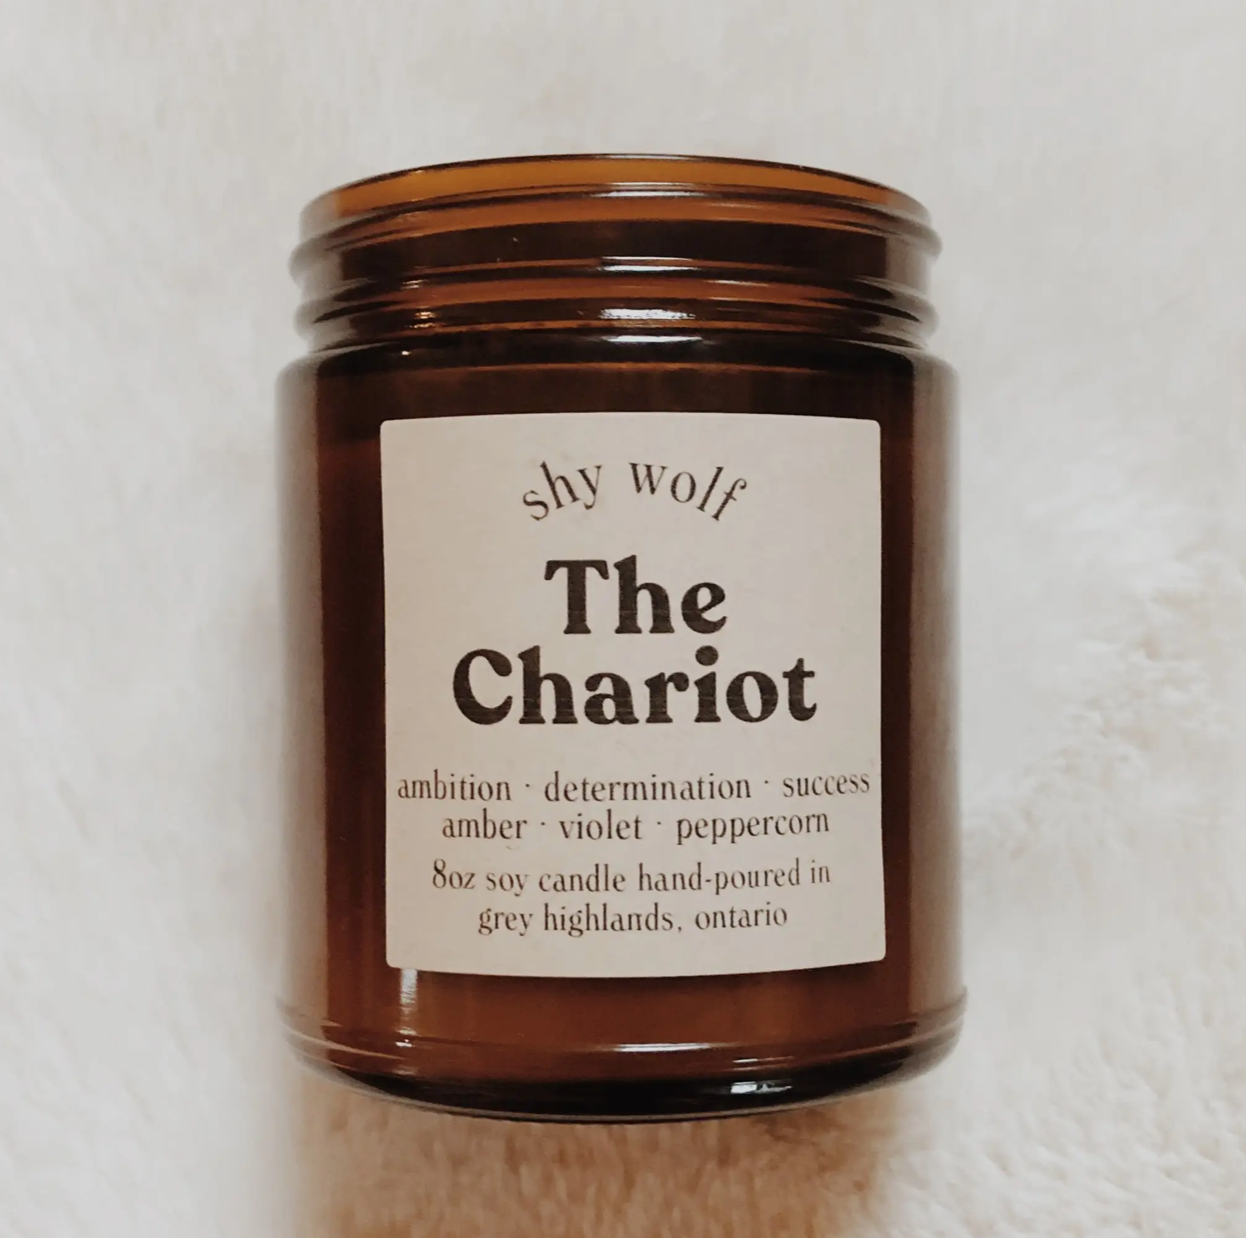 shy wolf
The
Chariot
ambition · determination · success
amber · violet · peppercorn
8oz soy candle hand-poured in
grey highlands, ontario